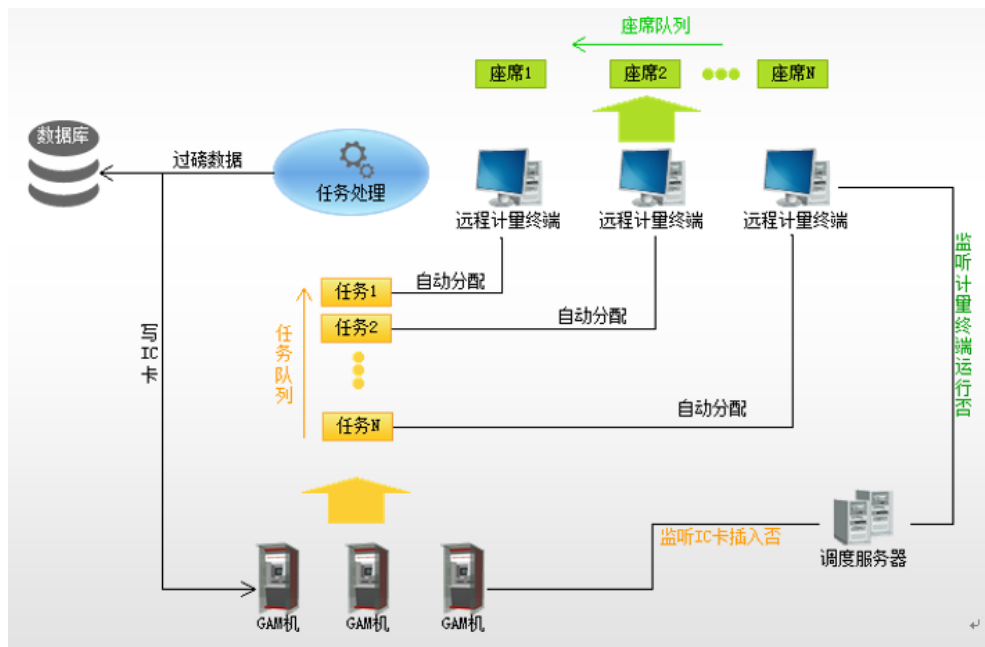 座席队列
座席1
座席2
座席N
数据库
过磅数据
任务处理
远程计量终端
远程计量终端
远程计量终端
监听计量终端运行否
自动分配
任务1
自动分配
任务2
写IC卡
任务队列
自动分配
任务N
监听IC卡插入否
调度服务器
GAM机
GAM机
GAM机